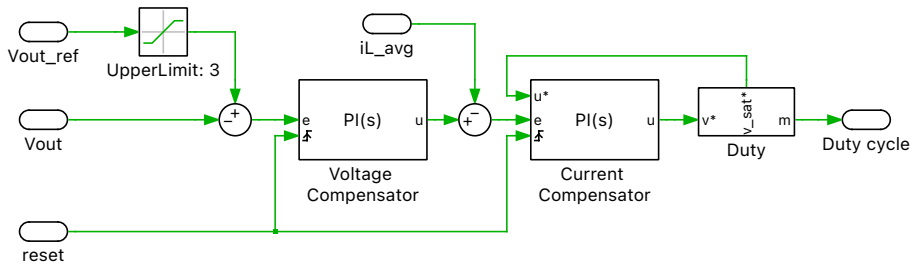 Vout_ref
UpperLimit: 3
iL_avg
Vout
− +
e
PI(s)
u
Voltage
Compensator
+ −
u*
e
PI(s)
u
Current
Compensator
v*
v_sat*
m
Duty
Duty cycle
reset